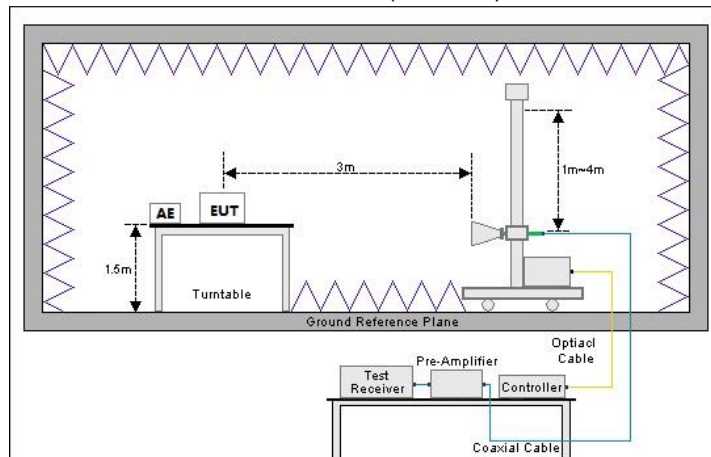 3m
1m~4m
AE
EUT
1.5m
Turntable
Ground Reference Plane
Optiacl
Cable
Pre-Amplifier
Test
Receiver
Controller
Coaxial Cable